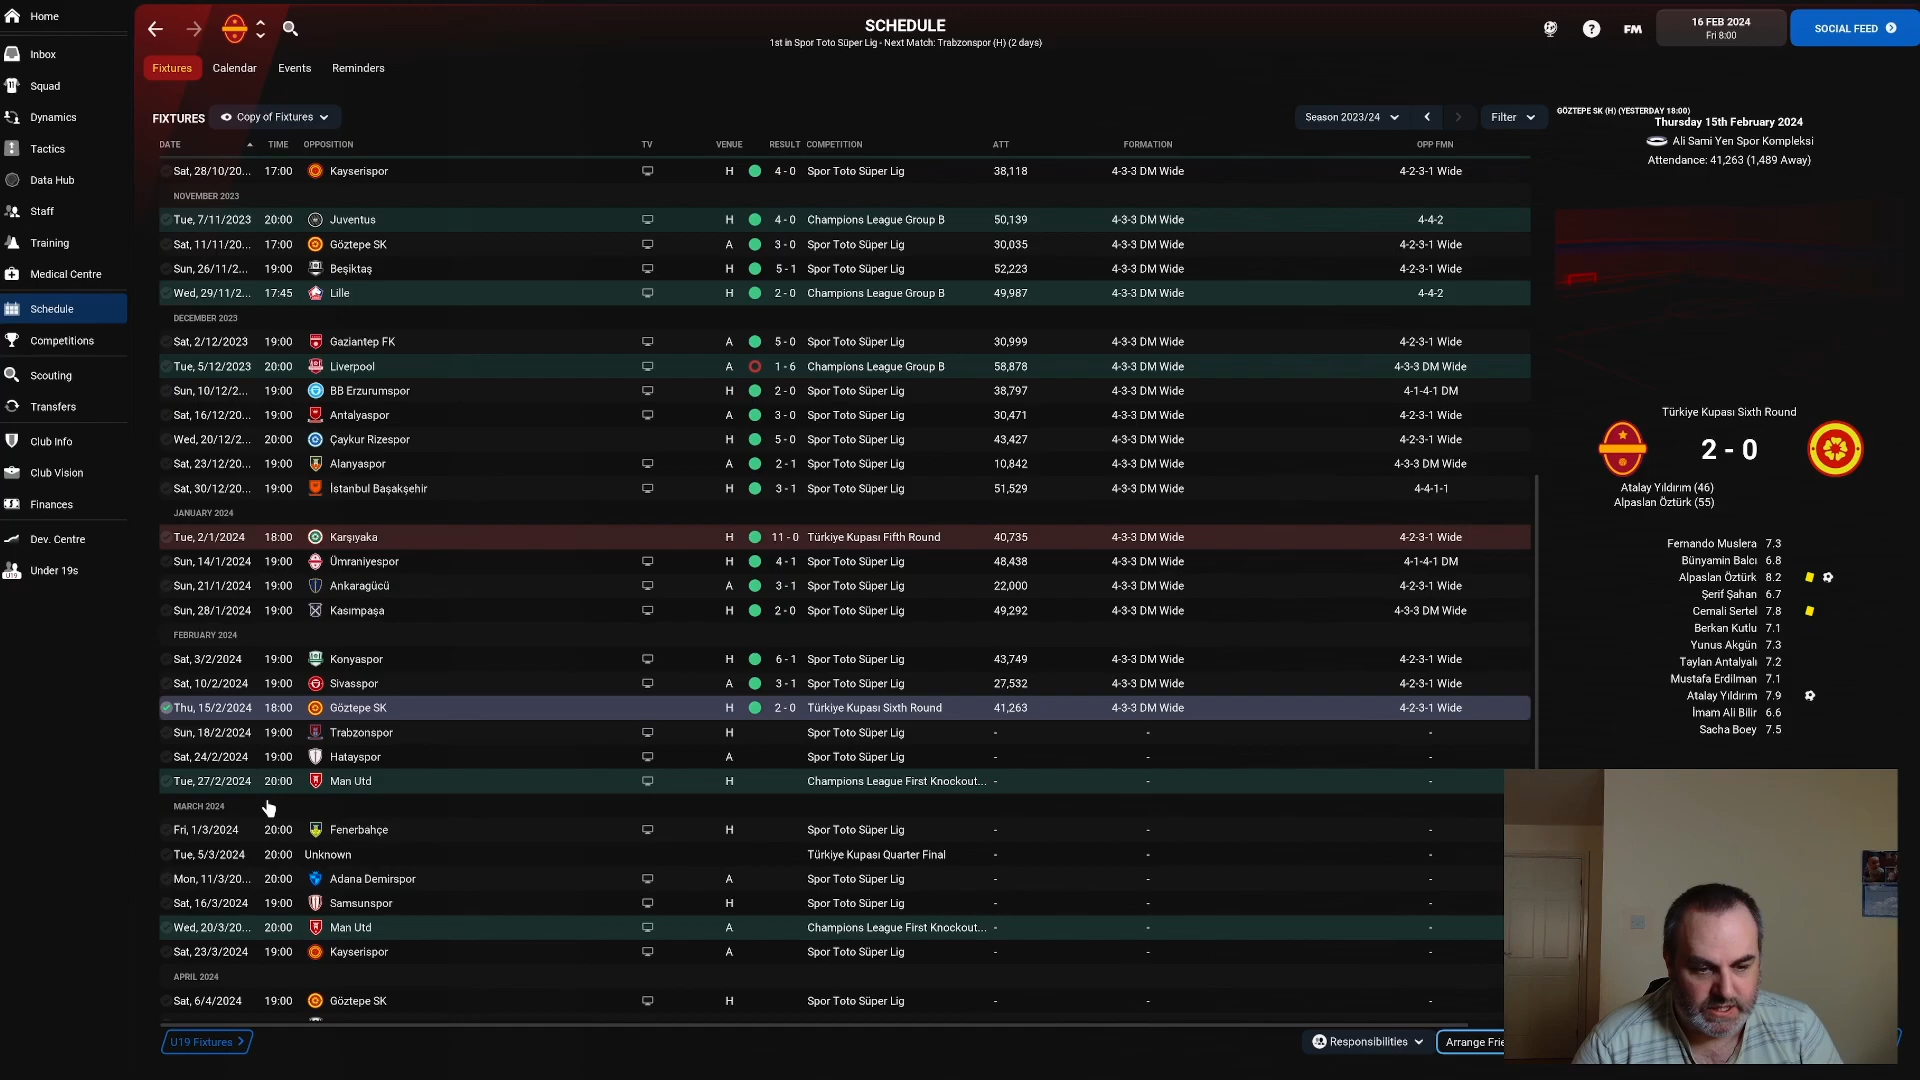 Home
Inbox
Squad
Dynamics
Tactics
Data Hub
Staff
Training
Medical Centre
Schedule
Competitions
Scouting
Transfers
Club Info
Club Vision
Finances
Dev. Centre
Under 19s
SCHEDULE
1st in Spor Toto Süper Lig - Next Match: Trabzonspor (H) (2 days)
FM
16 FEB 2024
Fri 8:00
SOCIAL FEED
Fixtures Calendar Events Reminders
FIXTURES Copy of Fixtures Season 2023/24 Filter
DATE TIME OPPOSITION TV VENUE RESULT COMPETITION ATT FORMATION OPP FMN
Sat, 28/10/20... 17:00 Kayserispor H 4 - 0 Spor Toto Süper Lig 38,118 4-3-3 DM Wide 4-2-3-1 Wide
NOVEMBER 2023
Tue, 7/11/2023 20:00 Juventus H 4 - 0 Champions League Group B 50,139 4-3-3 DM Wide 4-4-2
Sat, 11/11/20... 17:00 Göztepe SK A 3 - 0 Spor Toto Süper Lig 30,035 4-3-3 DM Wide 4-2-3-1 Wide
Sun, 26/11/2... 19:00 Beşiktaş H 5 - 1 Spor Toto Süper Lig 52,223 4-3-3 DM Wide 4-2-3-1 Wide
Wed, 29/11/2... 17:45 Lille H 2 - 0 Champions League Group B 49,987 4-3-3 DM Wide 4-4-2
DECEMBER 2023
Sat, 2/12/2023 19:00 Gaziantep FK A 5 - 0 Spor Toto Süper Lig 30,999 4-3-3 DM Wide 4-2-3-1 Wide
Tue, 5/12/2023 20:00 Liverpool A 1 - 6 Champions League Group B 58,878 4-3-3 DM Wide 4-3-3 DM Wide
Sun, 10/12/2... 19:00 BB Erzurumspor H 2 - 0 Spor Toto Süper Lig 38,797 4-3-3 DM Wide 4-1-4-1 DM
Sat, 16/12/20... 19:00 Antalyaspor A 3 - 0 Spor Toto Süper Lig 30,471 4-3-3 DM Wide 4-2-3-1 Wide
Wed, 20/12/2... 20:00 Çaykur Rizespor H 5 - 0 Spor Toto Süper Lig 43,427 4-3-3 DM Wide 4-2-3-1 Wide
Sat, 23/12/20... 19:00 Alanyaspor A 2 - 1 Spor Toto Süper Lig 10,842 4-3-3 DM Wide 4-3-3 DM Wide
Sat, 30/12/20... 19:00 İstanbul Başakşehir H 3 - 1 Spor Toto Süper Lig 51,529 4-3-3 DM Wide 4-4-1-1
JANUARY 2024
Tue, 2/1/2024 18:00 Karşıyaka H 11 - 0 Türkiye Kupası Fifth Round 40,735 4-3-3 DM Wide 4-2-3-1 Wide
Sun, 14/1/2024 19:00 Ümraniyespor H 4 - 1 Spor Toto Süper Lig 48,438 4-3-3 DM Wide 4-1-4-1 DM
Sun, 21/1/2024 19:00 Ankaragücü A 3 - 1 Spor Toto Süper Lig 22,000 4-3-3 DM Wide 4-2-3-1 Wide
Sun, 28/1/2024 19:00 Kasımpaşa H 2 - 0 Spor Toto Süper Lig 49,292 4-3-3 DM Wide 4-3-3 DM Wide
FEBRUARY 2024
Sat, 3/2/2024 19:00 Konyaspor H 6 - 1 Spor Toto Süper Lig 43,749 4-3-3 DM Wide 4-2-3-1 Wide
Sat, 10/2/2024 19:00 Sivasspor A 3 - 1 Spor Toto Süper Lig 27,532 4-3-3 DM Wide 4-2-3-1 Wide
Thu, 15/2/2024 18:00 Göztepe SK H 2 - 0 Türkiye Kupası Sixth Round 41,263 4-3-3 DM Wide 4-2-3-1 Wide
Sun, 18/2/2024 19:00 Trabzonspor H Spor Toto Süper Lig - - -
Sat, 24/2/2024 19:00 Hatayspor A Spor Toto Süper Lig - - -
Tue, 27/2/2024 20:00 Man Utd H Champions League First Knockout... - - -
MARCH 2024
Fri, 1/3/2024 20:00 Fenerbahçe H Spor Toto Süper Lig - - -
Tue, 5/3/2024 20:00 Unknown Türkiye Kupası Quarter Final - - -
Mon, 11/3/20... 20:00 Adana Demirspor A Spor Toto Süper Lig - - -
Sat, 16/3/2024 19:00 Samsunspor H Spor Toto Süper Lig - - -
Wed, 20/3/20... 20:00 Man Utd A Champions League First Knockout... - - -
Sat, 23/3/2024 19:00 Kayserispor A Spor Toto Süper Lig - - -
APRIL 2024
Sat, 6/4/2024 19:00 Göztepe SK H Spor Toto Süper Lig - - -
U19 Fixtures
Responsibilities
Arrange Frie
GÖZTEPE SK (H) (YESTERDAY 18:00)
Thursday 15th February 2024
Ali Sami Yen Spor Kompleksi
Attendance: 41,263 (1,489 Away)
Türkiye Kupası Sixth Round
2 - 0
Atalay Yıldırım (46)
Alpaslan Öztürk (55)
Fernando Muslera 7.3
Bünyamin Balcı 6.8
Alpaslan Öztürk 8.2
Şerif Şahan 6.7
Cemali Sertel 7.8
Berkan Kutlu 7.1
Yunus Akgün 7.3
Taylan Antalyalı 7.2
Mustafa Erdilman 7.1
Atalay Yıldırım 7.9
İmam Ali Bilir 6.6
Sacha Boey 7.5